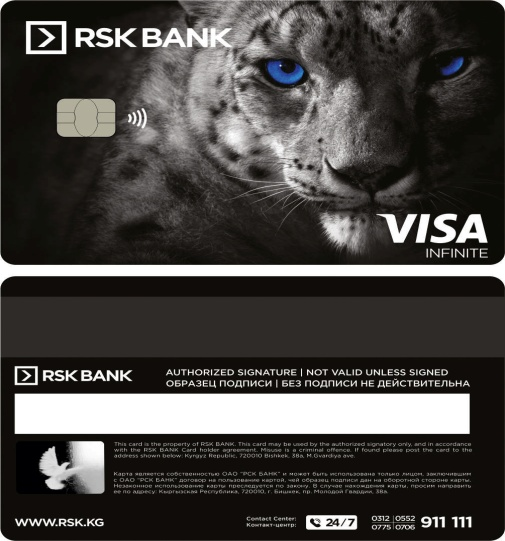 RSK BANK
VISA
INFINITE
RSK BANK
AUTHORIZED SIGNATURE | NOT VALID UNLESS SIGNED
ОБРАЗЕЦ ПОДПИСИ | БЕЗ ПОДПИСИ НЕ ДЕЙСТВИТЕЛЬНА
This card is the property of RSK BANK. This card may be used by the authorized signatory only, and in accordance
with the RSK BANK Card holder agreement. Misuse is a criminal offence. If found please post the card to the
address shown below: Kyrgyz Republic, 720010 Bishkek, 38a, M.Gvardiya ave.
Карта является собственностью ОАО "РСК БАНК" и может быть использована только лицом, заключившим
с ОАО "РСК БАНК" договор на пользование картой, чей образец подписи дан на оборотной стороне карты.
Незаконное использование карты преследуется по закону. В случае нахождения карты, просим направить
ее по адресу: Кыргызская Республика, 720010, г. Бишкек, пр. Молодой Гвардии, 38а.
WWW.RSK.KG
Contact Center:
Контакт-центр:
24/7
0312 | 0552
0775 | 0706
911 111